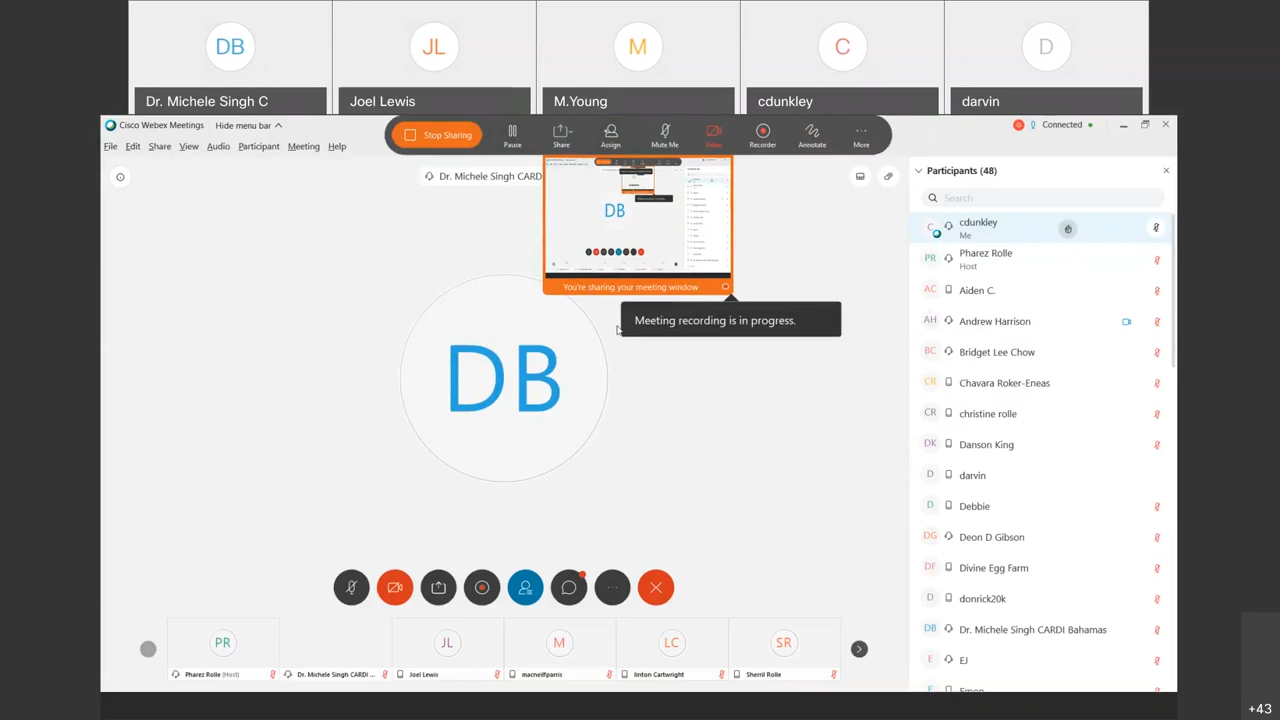 DB
JL
M
C
D
Dr. Michele Singh C
Joel Lewis
M.Young
cdunkley
darvin
Cisco Webex Meetings
Hide menu bar
Stop Sharing
Pause
Share
Assign
Mute Me
Video
Recorder
Annotate
More
Connected
File
Edit
Share
View
Audio
Participant
Meeting
Help
Dr. Michele Singh CARD
DB
You're sharing your meeting window
Meeting recording is in progress.
DB
Participants (48)
Search
C
cdunkley
Me
PR
Pharez Rolle
Host
AC
Aiden C.
AH
Andrew Harrison
BC
Bridget Lee Chow
CR
Chavara Roker-Eneas
CR
christine rolle
DK
Danson King
D
darvin
D
Debbie
DG
Deon D Gibson
DF
Divine Egg Farm
D
donrick20k
DB
Dr. Michele Singh CARDI Bahamas
E
EJ
PR
Pharez Rolle (Host)
Dr. Michele Singh CARDI ...
JL
Joel Lewis
M
macneilfparris
LC
linton Cartwright
SR
Sherril Rolle
+43